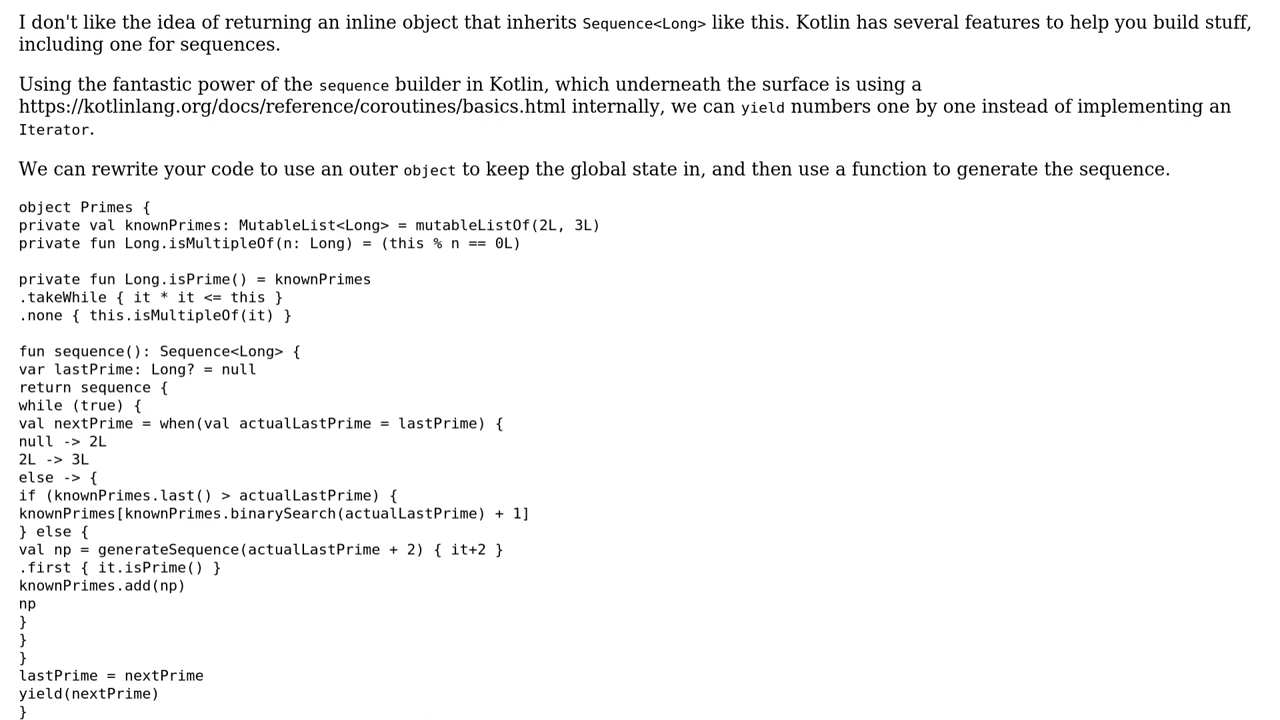 I don't like the idea of returning an inline object that inherits Sequence<Long> like this. Kotlin has several features to help you build stuff,
including one for sequences.
Using the fantastic power of the sequence builder in Kotlin, which underneath the surface is using a
https://kotlinlang.org/docs/reference/coroutines/basics.html internally, we can yield numbers one by one instead of implementing an
Iterator.
We can rewrite your code to use an outer object to keep the global state in, and then use a function to generate the sequence.
object Primes {
private val knownPrimes: MutableList<Long> = mutableListOf(2L, 3L)
private fun Long.isMultipleOf(n: Long) = (this % n == 0L)
private fun Long.isPrime() = knownPrimes
.takeWhile { it * it <= this }
.none { this.isMultipleOf(it) }
fun sequence(): Sequence<Long> {
var lastPrime: Long? = null
return sequence {
while (true) {
val nextPrime = when(val actualLastPrime = lastPrime) {
null -> 2L
2L -> 3L
else -> {
if (knownPrimes.last() > actualLastPrime) {
knownPrimes[knownPrimes.binarySearch(actualLastPrime) + 1]
} else {
val np = generateSequence(actualLastPrime + 2) { it+2 }
.first { it.isPrime() }
knownPrimes.add(np)
np
}
}
}
lastPrime = nextPrime
yield(nextPrime)
}